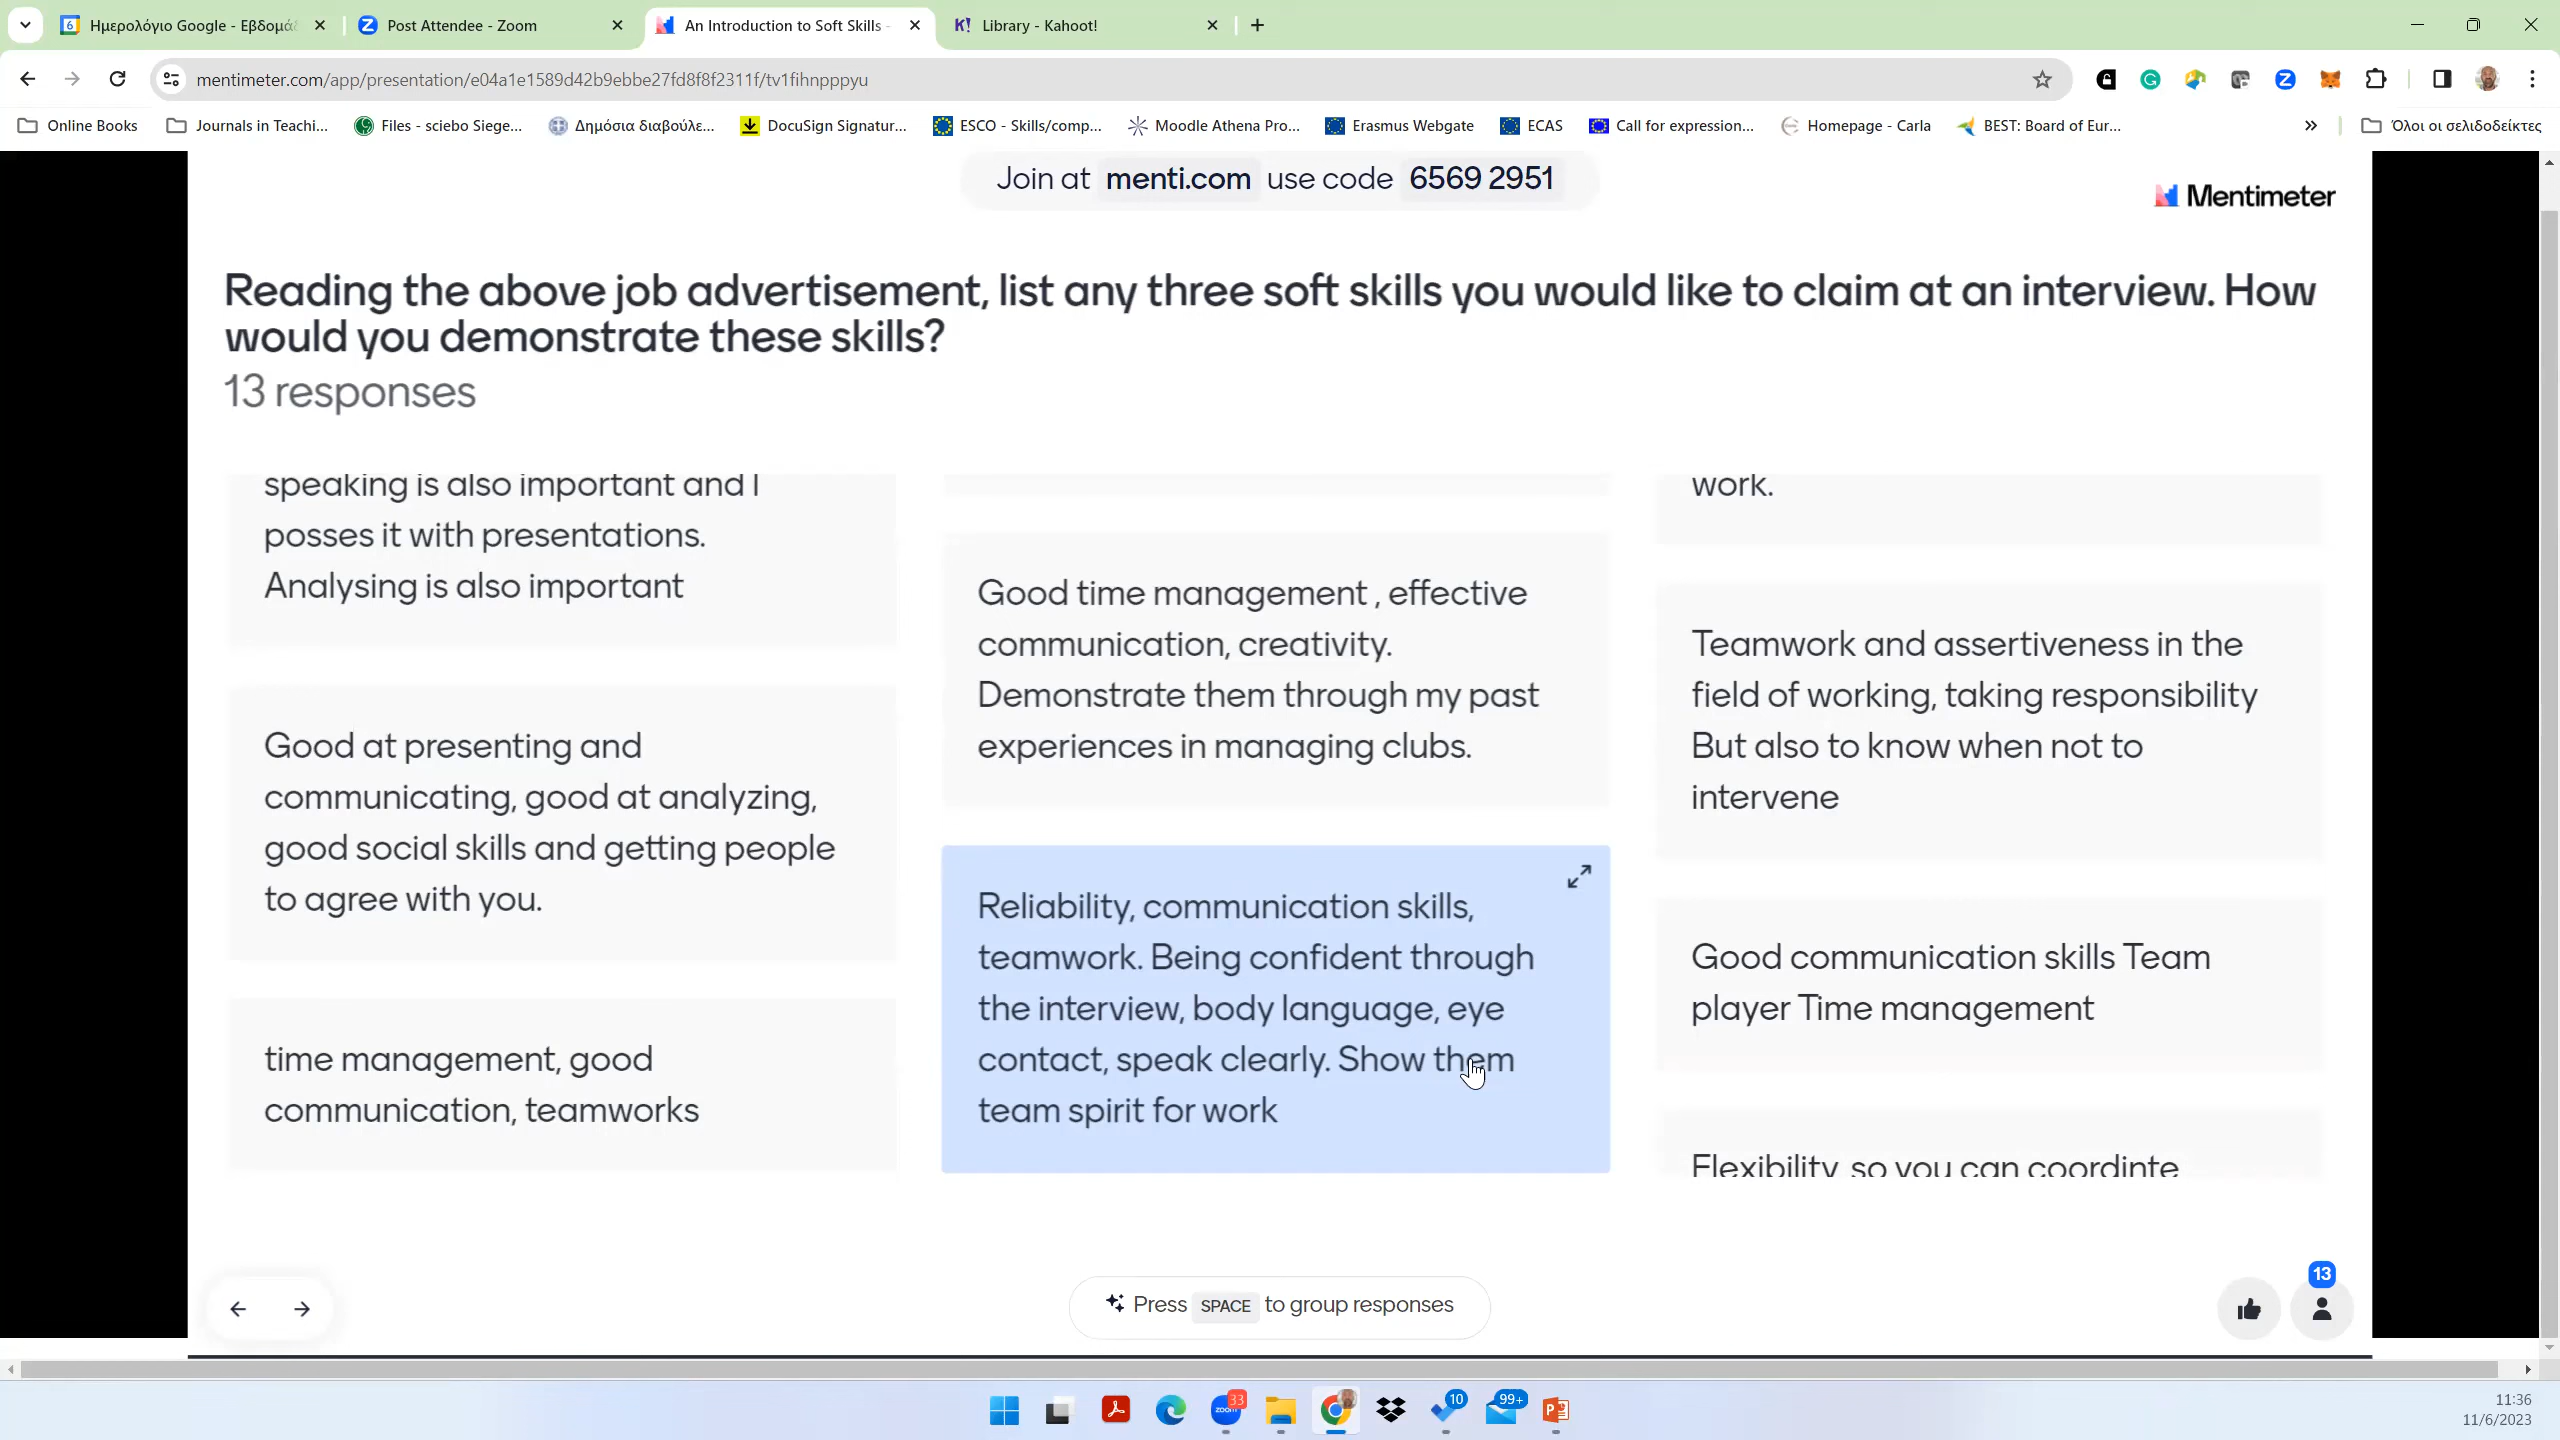 Ημερολόγιο Google - Εβδομάδ
Post Attendee - Zoom
An Introduction to Soft Skills -
Library - Kahoot!
mentimeter.com/app/presentation/e04a1e1589d42b9ebbe27fd8f8f2311f/tv1fihnpppyu
Online Books
Journals in Teachi...
Files - sciebo Siege...
Δημόσια διαβούλε...
DocuSign Signatur...
ESCO - Skills/comp...
Moodle Athena Pro...
Erasmus Webgate
ECAS
Call for expression...
Homepage - Carla
BEST: Board of Eur...
Όλοι οι σελιδοδείκτες
Join at menti.com use code 6569 2951
Mentimeter
Reading the above job advertisement, list any three soft skills you would like to claim at an interview. How
would you demonstrate these skills?
13 responses
speaking is also important and I
posses it with presentations.
Analysing is also important
Good at presenting and
communicating, good at analyzing,
good social skills and getting people
to agree with you.
time management, good
communication, teamworks
Good time management , effective
communication, creativity.
Demonstrate them through my past
experiences in managing clubs.
Reliability, communication skills,
teamwork. Being confident through
the interview, body language, eye
contact, speak clearly. Show them
team spirit for work
work.
Teamwork and assertiveness in the
field of working, taking responsibility
But also to know when not to
intervene
Good communication skills Team
player Time management
Flexibility, so you can coordinte
Press SPACE to group responses
13
33
10
99+
11:36
11/6/2023